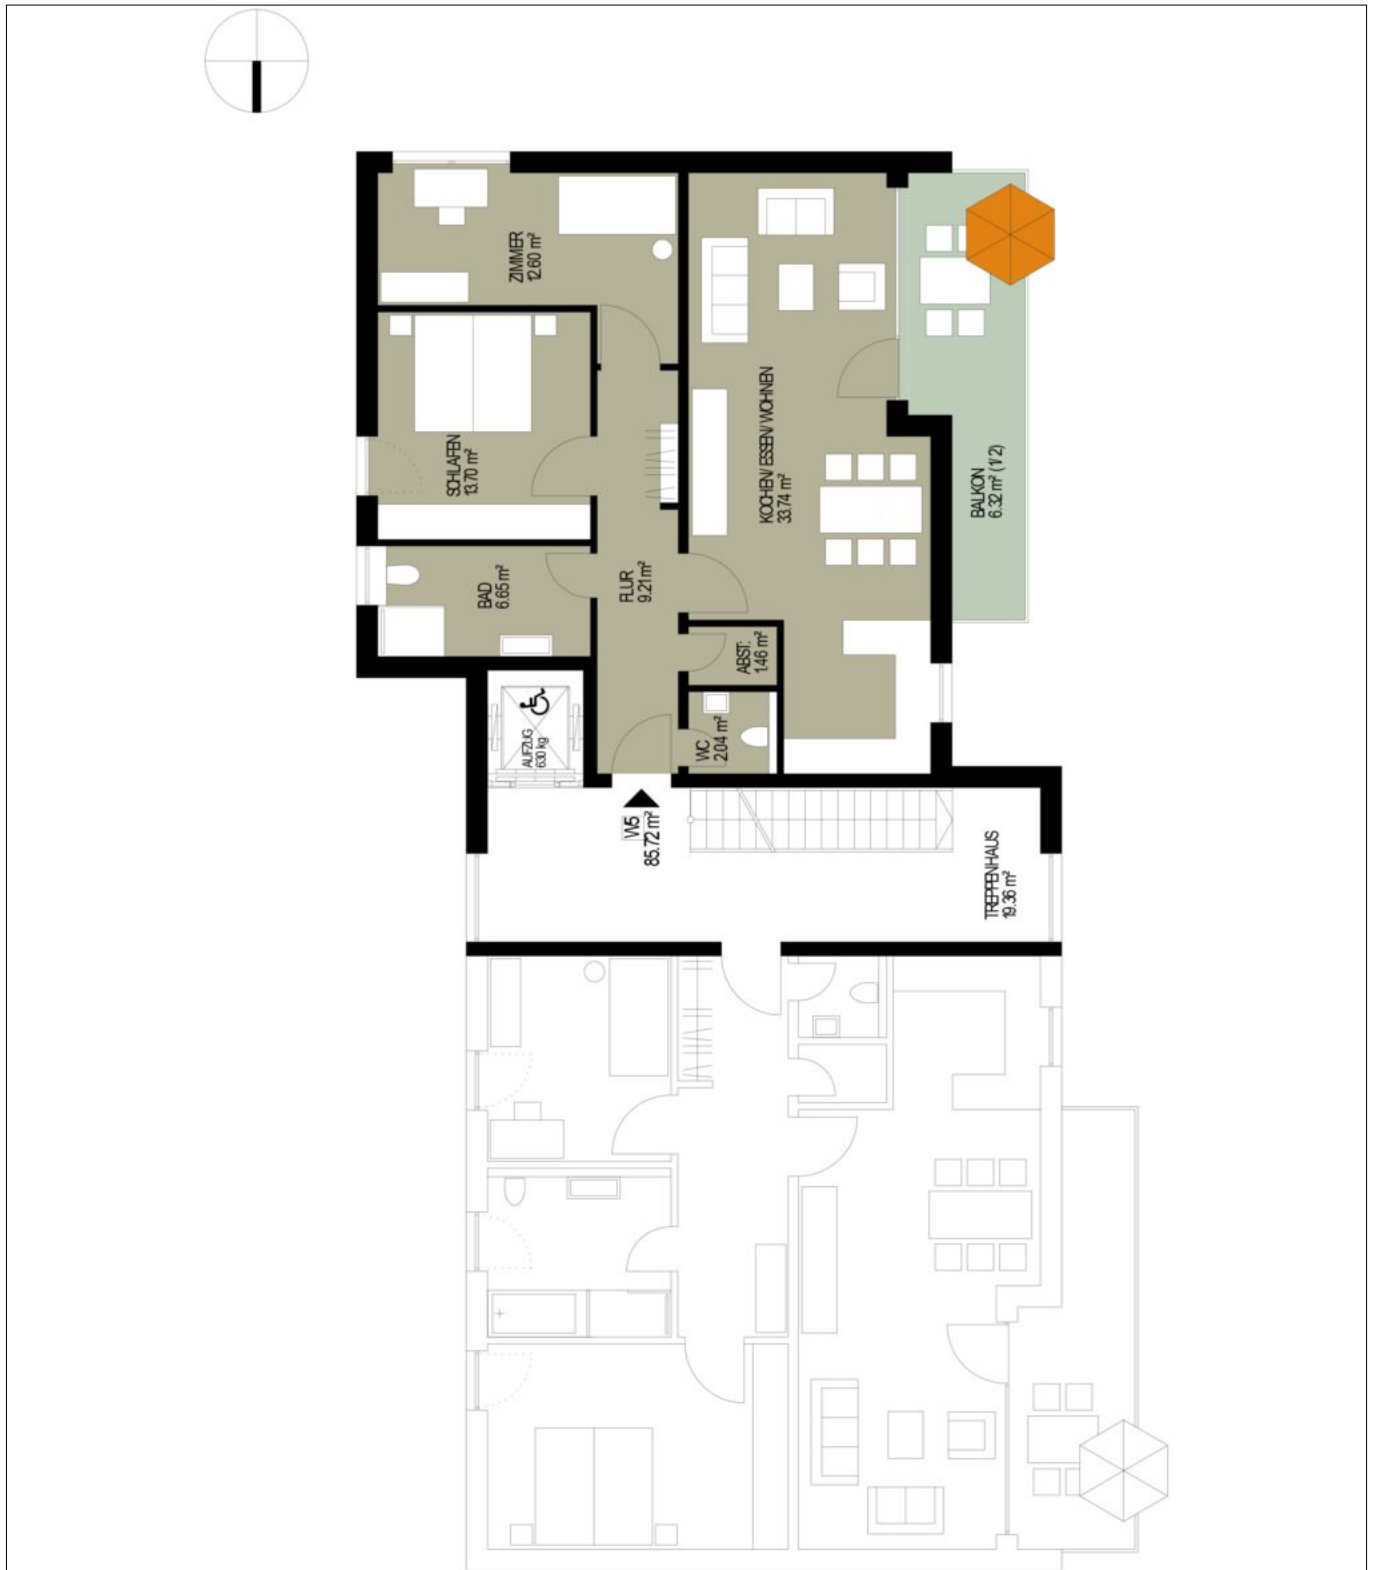 ZIMMER
12.60 m²
SCHLAFEN
13.70 m²
KOCHEN/ ESSEN/ WOHNEN
33.74 m²
BALKON
6.32 m² (1/2)
BAD
6.65 m²
FLUR
9.21 m²
ABST.
1.46 m²
WC
2.04 m²
AUFZUG
630 kg
W5
85.72 m²
TREPPENHAUS
19.36 m²